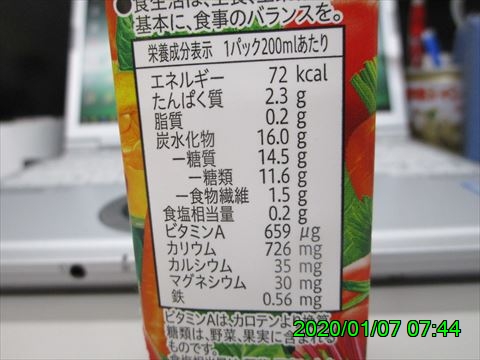 ●食生活は、主食、主菜
基本に、食事のバランスを。
栄養成分表示 1パック200mlあたり
エネルギー 72 kcal
たんぱく質 2.3 g
脂質 0.2 g
炭水化物 16.0 g
―糖質 14.5 g
―糖類 11.6 g
―食物繊維 1.5 g
食塩相当量 0.2 g
ビタミンA 659 μg
カリウム 726 mg
カルシウム 35 mg
マグネシウム 30 mg
鉄 0.56 mg
ビタミンAは、カロテンより換算
糖類は、野菜、果実に含まれる
ものです。
2020/01/07 07:44